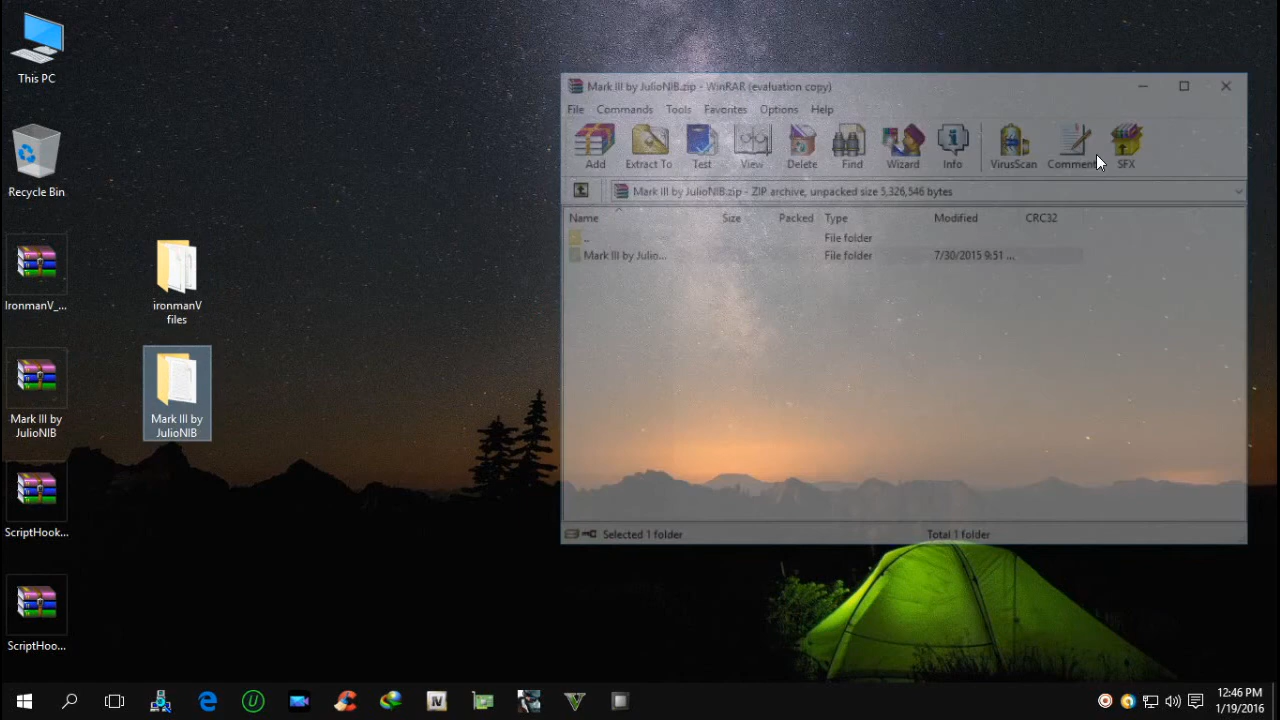 This PC
Recycle Bin
IronmanV_...
Mark III by
JulioNIB
ScriptHook...
ScriptHoo...
ironmanV
files
Mark III by
JulioNIB
Mark III by JulioNIB.zip - WinRAR (evaluation copy)
File Commands Tools Favorites Options Help
Add Extract To Test View Delete Find Wizard Info VirusScan Comment SFX
Mark III by JulioNIB.zip - ZIP archive, unpacked size 5,326,546 bytes
Name Size Packed Type Modified CRC32
.. File folder
Mark III by Julio... File folder 7/30/2015 9:51 ...
Selected 1 folder Total 1 folder
12:46 PM
1/19/2016